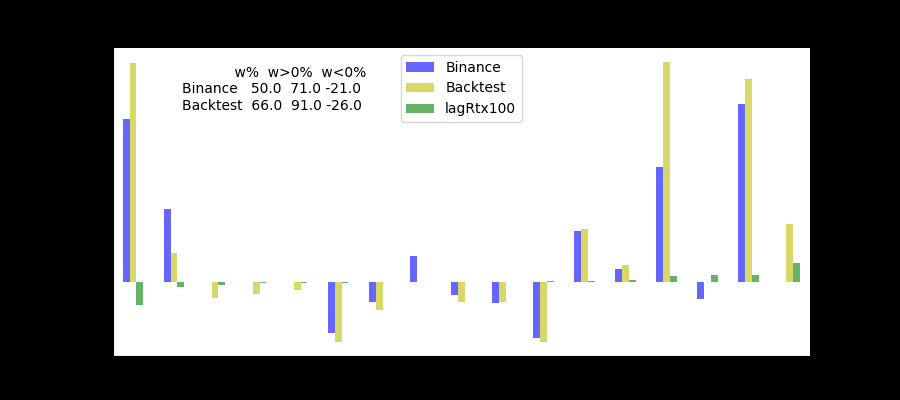 w% w>0% w<0%
Binance 50.0 71.0 -21.0
Backtest 66.0 91.0 -26.0
Binance
Backtest
lagRtx100